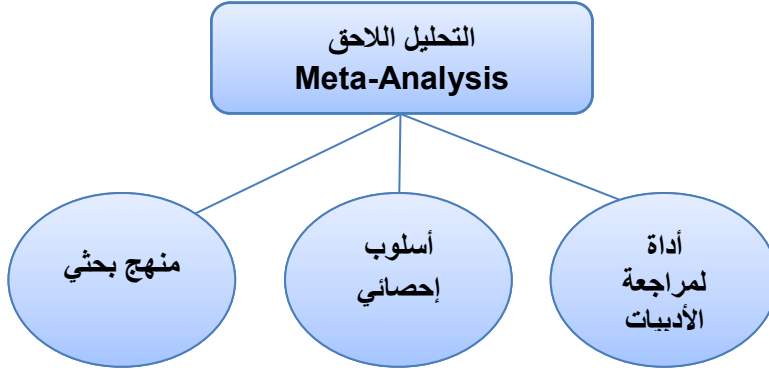 التحليل اللاحق
Meta-Analysis
أداة
لمراجعة
الأدبيات
أسلوب
إحصائي
منهج بحثي